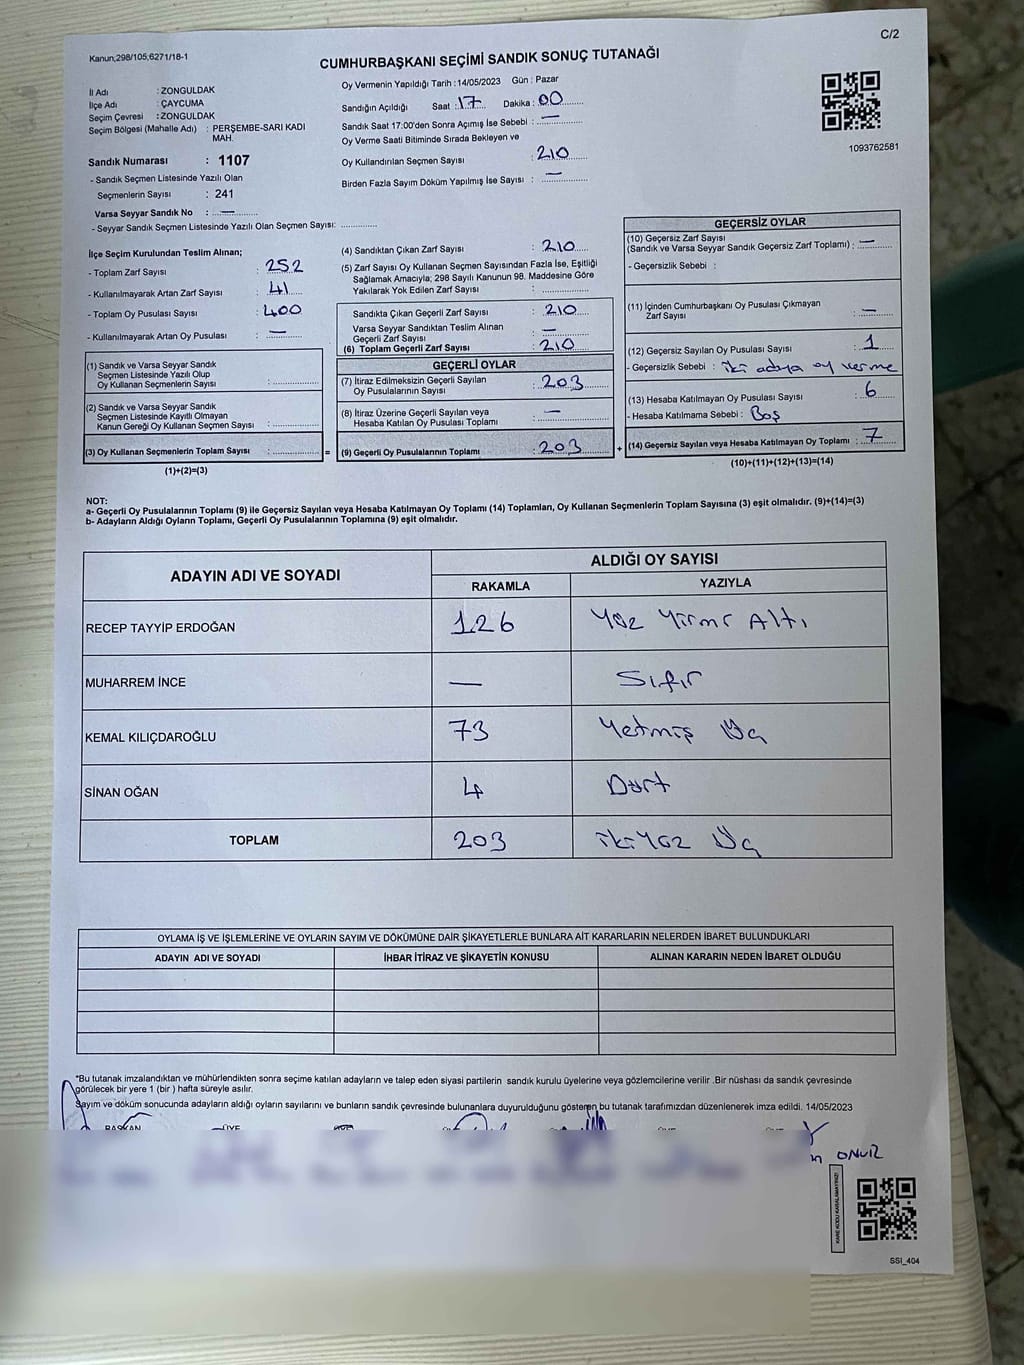 C/2
Kanun;298/105,6271/18-1
CUMHURBAŞKANI SEÇİMİ SANDIK SONUÇ TUTANAĞI
İl Adı : ZONGULDAK
İlçe Adı : ÇAYCUMA
Seçim Çevresi : ZONGULDAK
Seçim Bölgesi (Mahalle Adı) : PERŞEMBE-SARI KADI
MAH.
Sandık Numarası : 1107
- Sandık Seçmen Listesinde Yazılı Olan
Seçmenlerin Sayısı : 241
Varsa Seyyar Sandık No : —
- Seyyar Sandık Seçmen Listesinde Yazılı Olan Seçmen Sayısı: ................
Oy Vermenin Yapıldığı Tarih : 14/05/2023 Gün : Pazar
Sandığın Açıldığı Saat : 17 Dakika : 00
Sandık Saat 17:00'den Sonra Açımış İse Sebebi : —
Oy Verme Saati Bitiminde Sırada Bekleyen ve
Oy Kullandırılan Seçmen Sayısı : 210
Birden Fazla Sayım Döküm Yapılmış İse Sayısı : —
1093762581
İlçe Seçim Kurulundan Teslim Alınan;
- Toplam Zarf Sayısı : 252
- Kullanılmayarak Artan Zarf Sayısı : 41
- Toplam Oy Pusulası Sayısı : 400
- Kullanılmayarak Artan Oy Pusulası : —
(1) Sandık ve Varsa Seyyar Sandık
Seçmen Listesinde Yazılı Olup
Oy Kullanan Seçmenlerin Sayısı : ................
(2) Sandık ve Varsa Seyyar Sandık
Seçmen Listesinde Kayıtlı Olmayan
Kanun Gereği Oy Kullanan Seçmen Sayısı : ................
(3) Oy Kullanan Seçmenlerin Toplam Sayısı : ................ =
(1)+(2)=(3)
(4) Sandıktan Çıkan Zarf Sayısı : 210
(5) Zarf Sayısı Oy Kullanan Seçmen Sayısından Fazla İse, Eşitliği
Sağlamak Amacıyla; 298 Sayılı Kanunun 98. Maddesine Göre
Yakılarak Yok Edilen Zarf Sayısı : ................
Sandıkta Çıkan Geçerli Zarf Sayısı : 210
Varsa Seyyar Sandıktan Teslim Alınan
Geçerli Zarf Sayısı : —
(6) Toplam Geçerli Zarf Sayısı : 210
GEÇERLİ OYLAR
(7) İtiraz Edilmeksizin Geçerli Sayılan
Oy Pusulalarının Sayısı : 203
(8) İtiraz Üzerine Geçerli Sayılan veya
Hesaba Katılan Oy Pusulası Toplamı : —
(9) Geçerli Oy Pusulalarının Toplamı : 203 +
GEÇERSİZ OYLAR
(10) Geçersiz Zarf Sayısı
(Sandık ve Varsa Seyyar Sandık Geçersiz Zarf Toplamı) : —
- Geçersizlik Sebebi :
(11) İçinden Cumhurbaşkanı Oy Pusulası Çıkmayan
Zarf Sayısı : —
(12) Geçersiz Sayılan Oy Pusulası Sayısı : 1
- Geçersizlik Sebebi : iki adaya oy verme
(13) Hesaba Katılmayan Oy Pusulası Sayısı : 6
- Hesaba Katılmama Sebebi : Boş
(14) Geçersiz Sayılan veya Hesaba Katılmayan Oy Toplamı : 7
(10)+(11)+(12)+(13)=(14)
NOT:
a- Geçerli Oy Pusulalarının Toplamı (9) ile Geçersiz Sayılan veya Hesaba Katılmayan Oy Toplamı (14) Toplamları, Oy Kullanan Seçmenlerin Toplam Sayısına (3) eşit olmalıdır. (9)+(14)=(3)
b- Adayların Aldığı Oyların Toplamı, Geçerli Oy Pusulalarının Toplamına (9) eşit olmalıdır.
ADAYIN ADI VE SOYADI ALDIĞI OY SAYISI
RAKAMLA YAZIYLA
RECEP TAYYİP ERDOĞAN 126 Yüz Yirmi Altı
MUHARREM İNCE — Sıfır
KEMAL KILIÇDAROĞLU 73 Yetmiş Üç
SİNAN OĞAN 4 Dört
TOPLAM 203 ikiYüz Üç
OYLAMA İŞ VE İŞLEMLERİNE VE OYLARIN SAYIM VE DÖKÜMÜNE DAİR ŞİKAYETLERLE BUNLARA AİT KARARLARIN NELERDEN İBARET BULUNDUKLARI
ADAYIN ADI VE SOYADI İHBAR İTİRAZ VE ŞİKAYETİN KONUSU ALINAN KARARIN NEDEN İBARET OLDUĞU
"Bu tutanak imzalandıktan ve mühürlendikten sonra seçime katılan adayların ve talep eden siyasi partilerin sandık kurulu üyelerine veya gözlemcilerine verilir .Bir nüshası da sandık çevresinde
görülecek bir yere 1 (bir ) hafta süreyle asılır.
Sayım ve döküm sonucunda adayların aldığı oyların sayılarını ve bunların sandık çevresinde bulunanlara duyurulduğunu gösteren bu tutanak tarafımızdan düzenlenerek imza edildi. 14/05/2023
BAŞKAN ÜYE
ONUR
KARE KODU KARALAMAYINIZ!
SSI_404